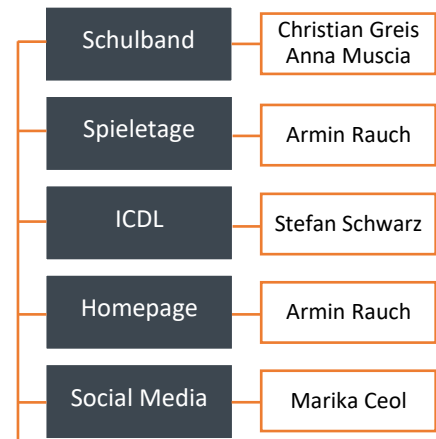 Schulband
Christian Greis
Anna Muscia
Spieletage
Armin Rauch
ICDL
Stefan Schwarz
Homepage
Armin Rauch
Social Media
Marika Ceol